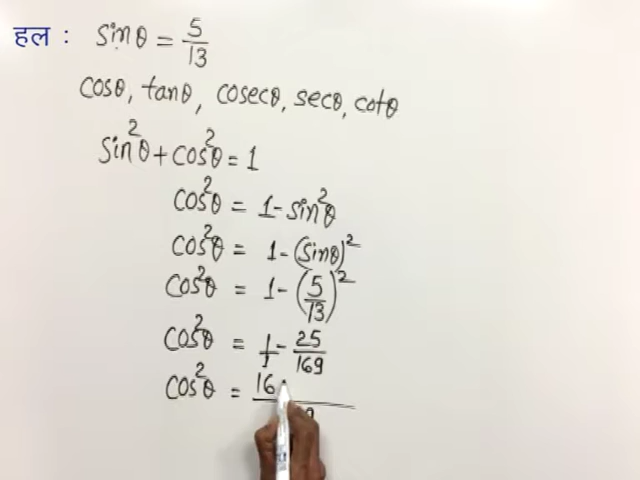 हल : sinθ = 5/13
cosθ, tanθ, cosecθ, secθ, cotθ
sin²θ + cos²θ = 1
cos²θ = 1 - sin²θ
cos²θ = 1 - (sinθ)²
cos²θ = 1 - (5/13)²
cos²θ = 1/1 - 25/169
cos²θ = 16